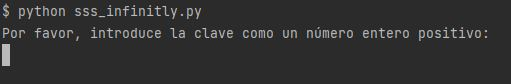 $ python sss_infinitly.py
Por favor, introduce la clave como un número entero positivo: